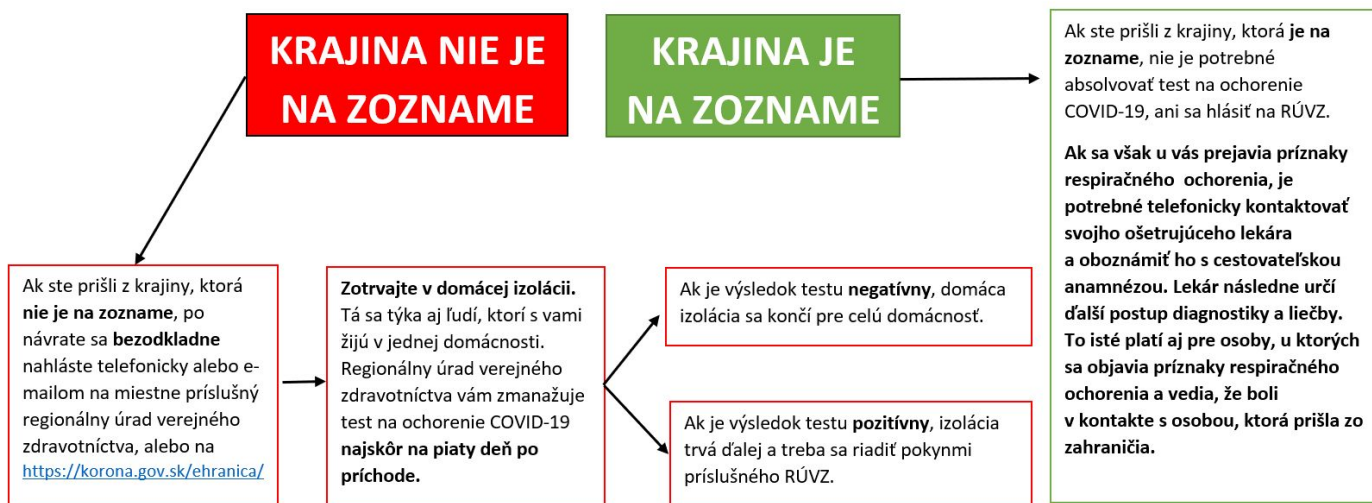 KRAJINA NIE JE
NA ZOZNAME
KRAJINA JE
NA ZOZNAME
Ak ste prišli z krajiny, ktorá je na
zozname, nie je potrebné
absolvovať test na ochorenie
COVID-19, ani sa hlásiť na RÚVZ.
Ak sa však u vás prejavia príznaky
respiračného ochorenia, je
potrebné telefonicky kontaktovať
svojho ošetrujúceho lekára
a oboznámiť ho s cestovateľskou
anamnézou. Lekár následne určí
ďalší postup diagnostiky a liečby.
To isté platí aj pre osoby, u ktorých
sa objavia príznaky respiračného
ochorenia a vedia, že boli
v kontakte s osobou, ktorá prišla zo
zahraničia.
Ak ste prišli z krajiny, ktorá
nie je na zozname, po
návrate sa bezodkladne
nahláste telefonicky alebo e-
mailom na miestne príslušný
regionálny úrad verejného
zdravotníctva, alebo na
https://korona.gov.sk/ehranica/
Zotrvajte v domácej izolácii.
Tá sa týka aj ľudí, ktorí s vami
žijú v jednej domácnosti.
Regionálny úrad verejného
zdravotníctva vám zmanažuje
test na ochorenie COVID-19
najskôr na piaty deň po
príchode.
Ak je výsledok testu negatívny, domáca
izolácia sa končí pre celú domácnosť.
Ak je výsledok testu pozitívny, izolácia
trvá ďalej a treba sa riadiť pokynmi
príslušného RÚVZ.